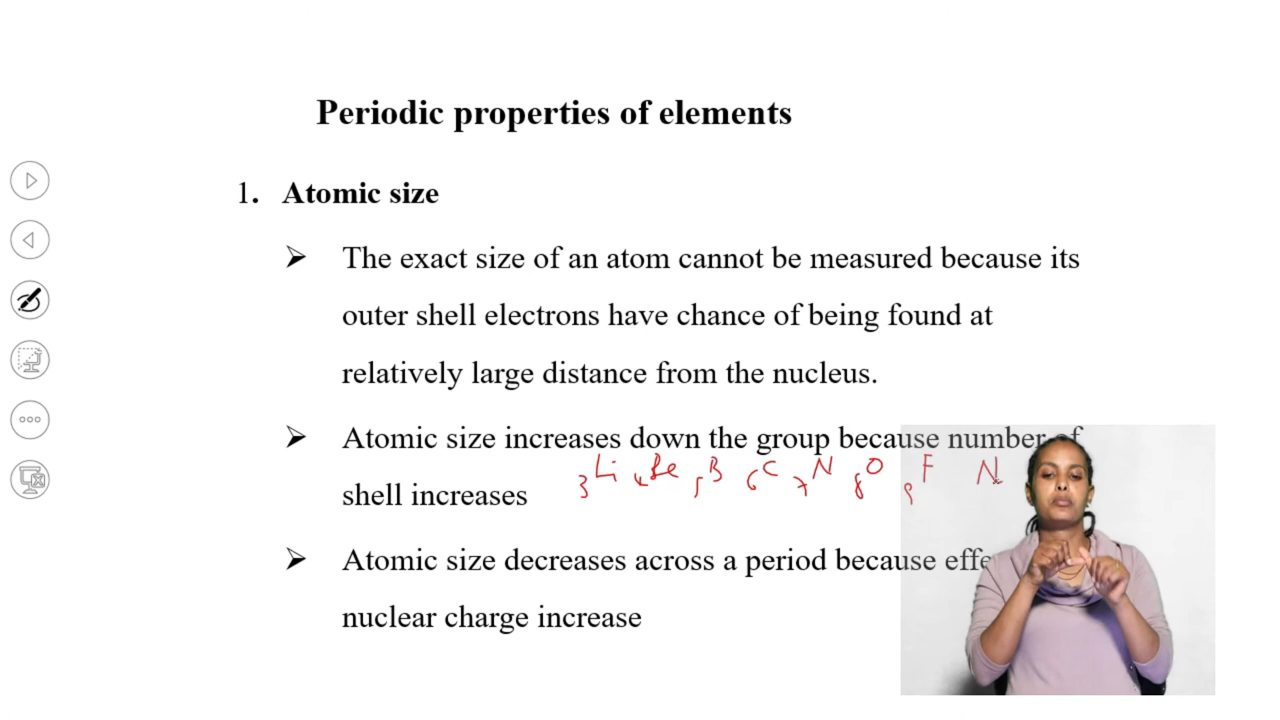 Periodic properties of elements
1. Atomic size
➢ The exact size of an atom cannot be measured because its
outer shell electrons have chance of being found at
relatively large distance from the nucleus.
➢ Atomic size increases down the group because number of
3Li 4Be 5B 6C 7N 8O 9F N
shell increases
➢ Atomic size decreases across a period because
nuclear charge increase